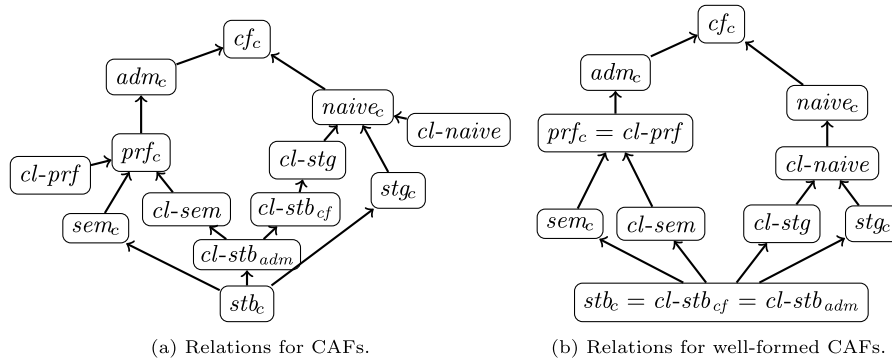 cf_c
adm_c
naive_c
cl-naive
prf_c
cl-stg
cl-prf
stg_c
cl-sem
cl-stb_cf
sem_c
cl-stb_adm
stb_c
(a) Relations for CAFs.
cf_c
adm_c
naive_c
prf_c = cl-prf
cl-naive
sem_c
cl-sem
cl-stg
stg_c
stb_c = cl-stb_cf = cl-stb_adm
(b) Relations for well-formed CAFs.